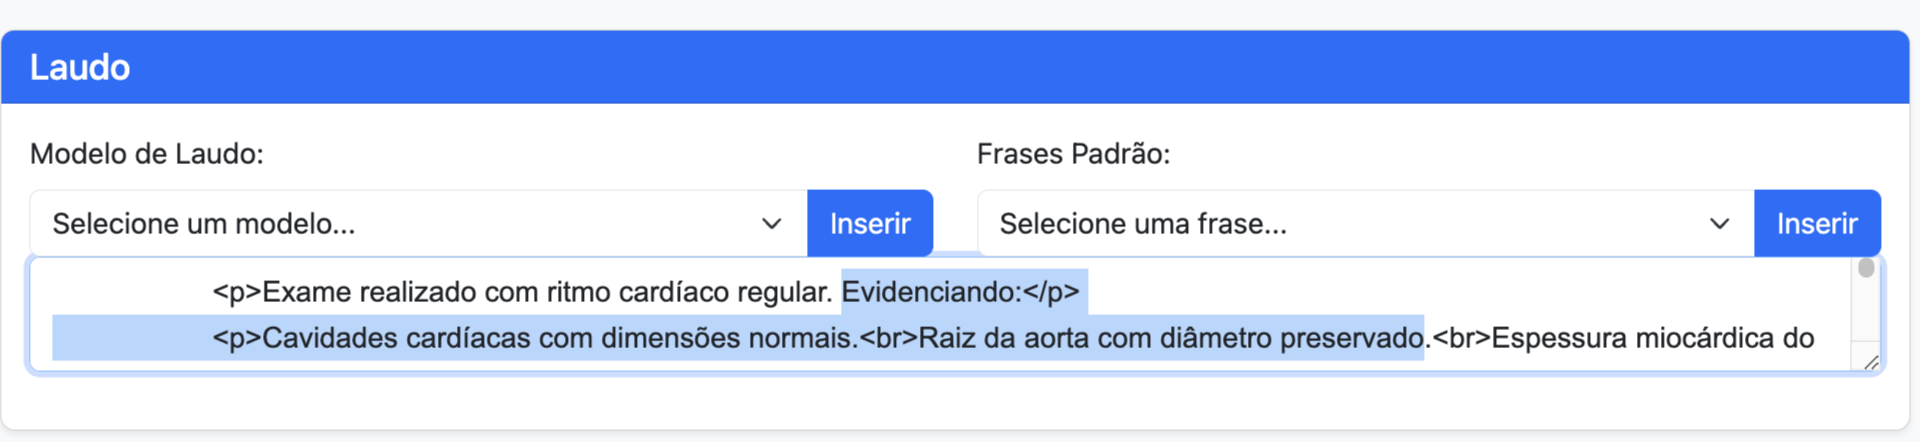 Laudo
Modelo de Laudo:
Selecione um modelo...
Inserir
Frases Padrão:
Selecione uma frase...
Inserir
<p>Exame realizado com ritmo cardíaco regular. Evidenciando:</p>
<p>Cavidades cardíacas com dimensões normais.<br>Raiz da aorta com diâmetro preservado.<br>Espessura miocárdica do